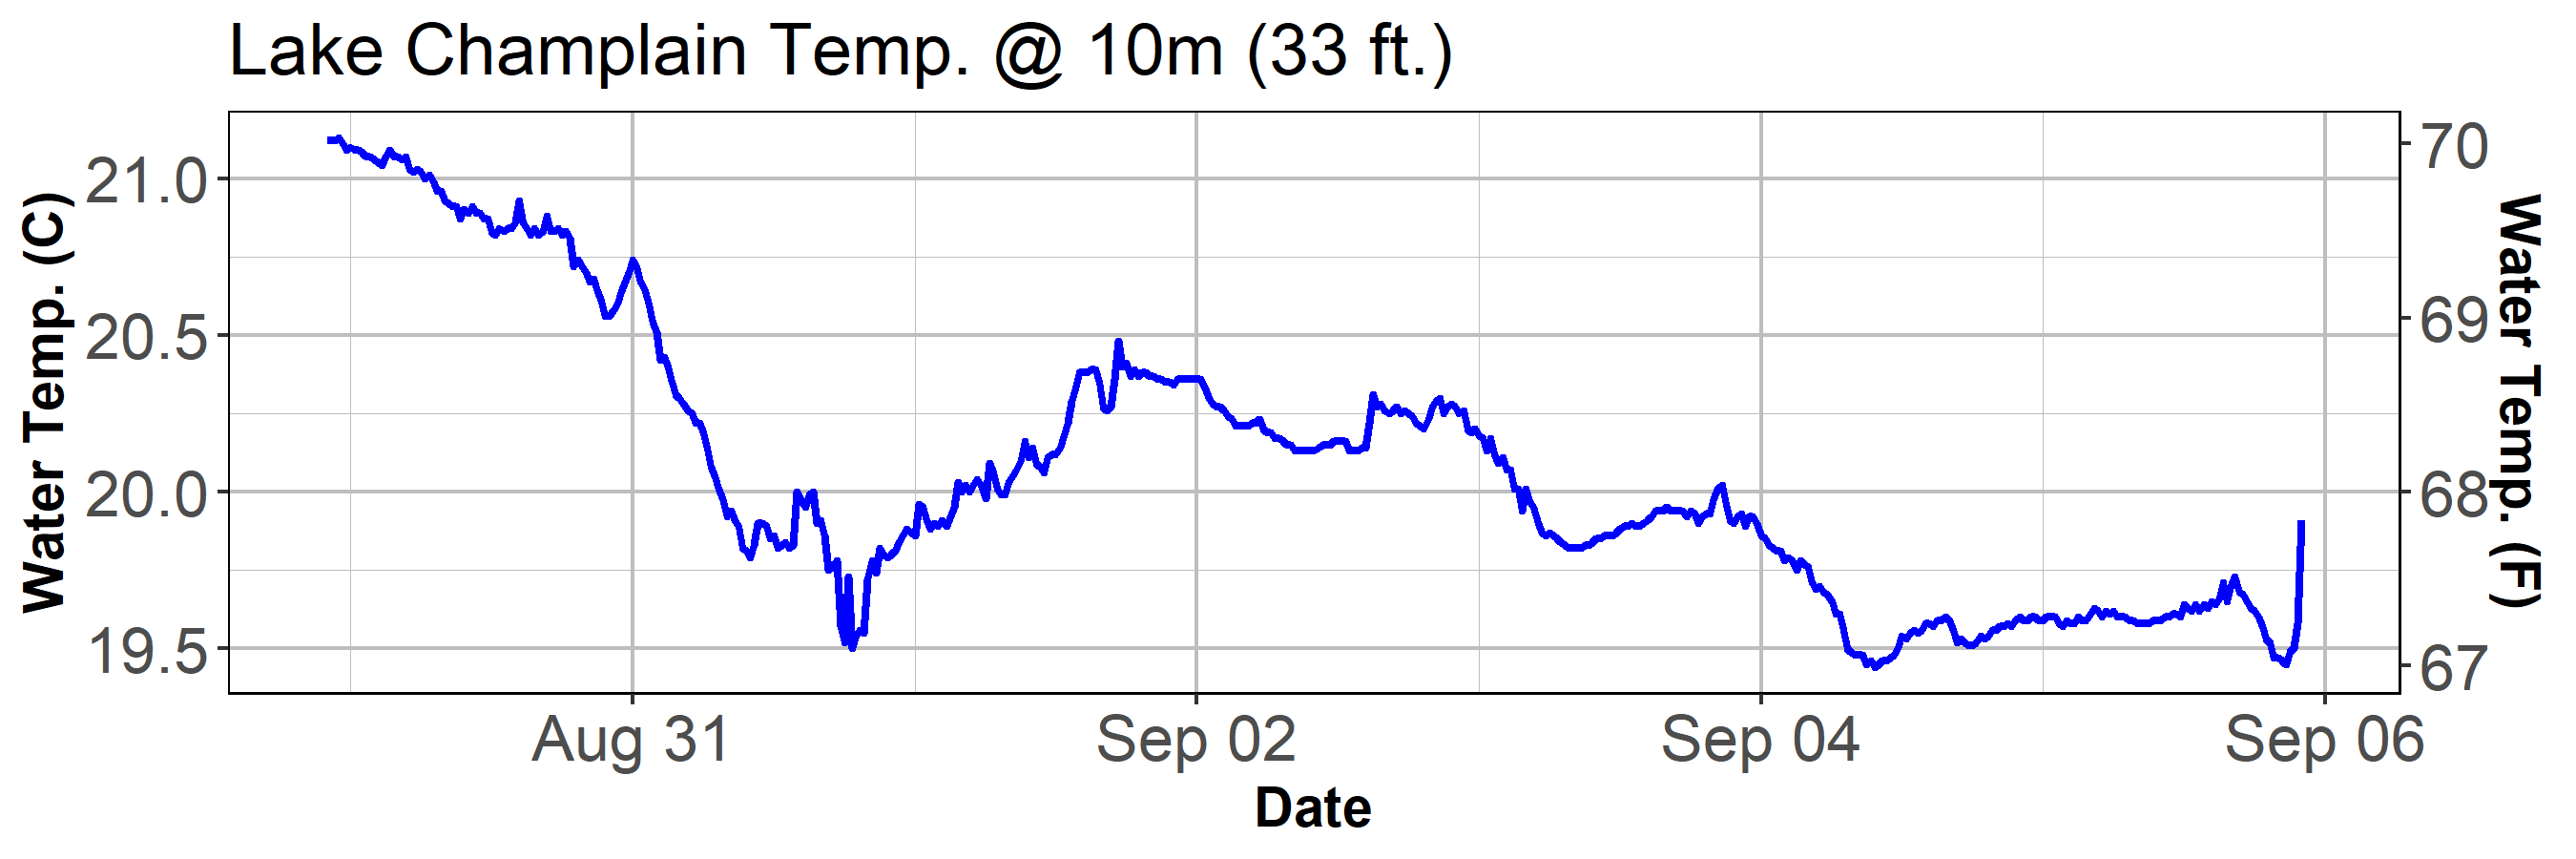 Lake Champlain Temp. @ 10m (33 ft.)
Water Temp. (C)
21.0
20.5
20.0
19.5
70
69
68
67
Water Temp. (F)
Aug 31
Sep 02
Sep 04
Sep 06
Date